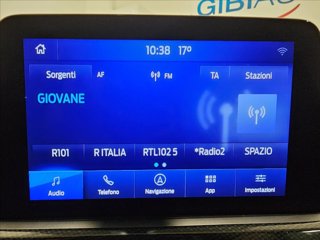 GIBIAU
10:38 17°
Sorgenti AF FM TA Stazioni
GIOVANE
R101 R ITALIA RTL102 5 *Radio2 SPAZIO
Audio Telefono Navigazione App Impostazioni